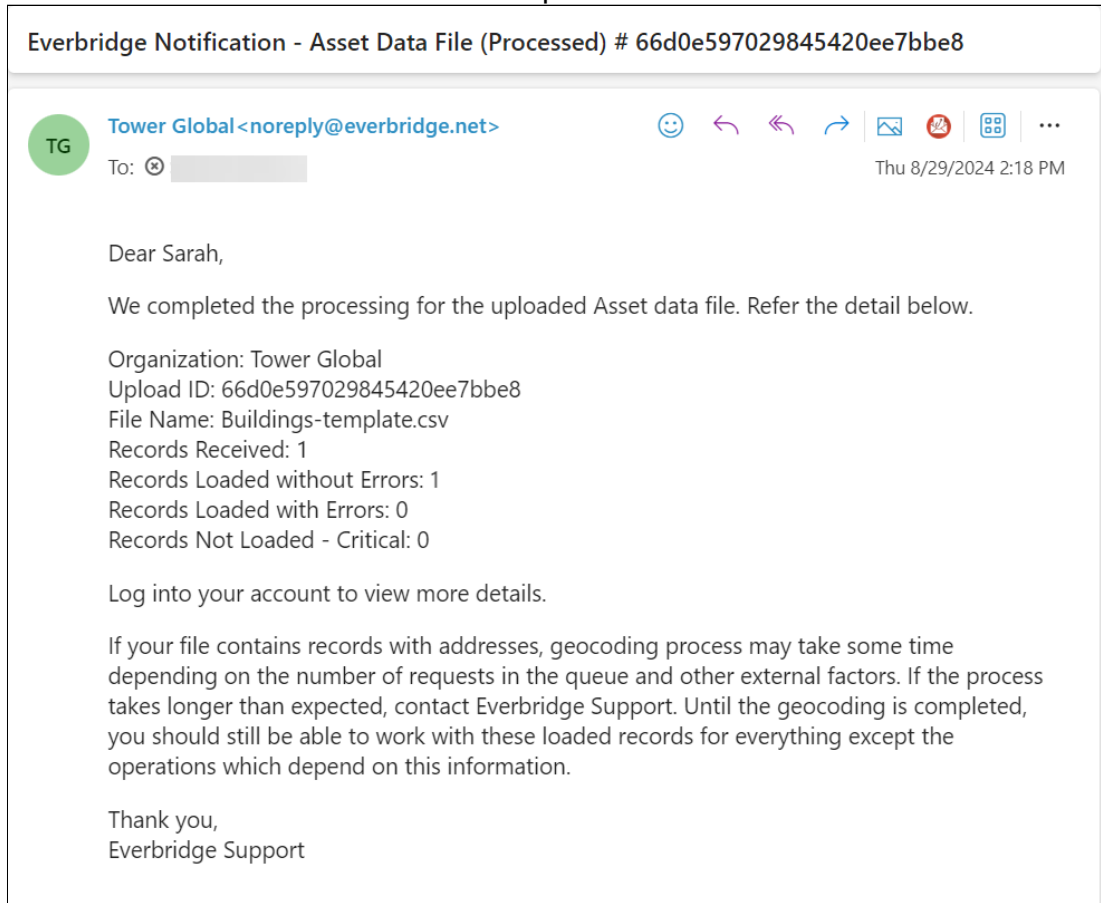 Everbridge Notification - Asset Data File (Processed) # 66d0e597029845420ee7bbe8
TG
Tower Global<noreply@everbridge.net>
To:
Thu 8/29/2024 2:18 PM
Dear Sarah,
We completed the processing for the uploaded Asset data file. Refer the detail below.
Organization: Tower Global
Upload ID: 66d0e597029845420ee7bbe8
File Name: Buildings-template.csv
Records Received: 1
Records Loaded without Errors: 1
Records Loaded with Errors: 0
Records Not Loaded - Critical: 0
Log into your account to view more details.
If your file contains records with addresses, geocoding process may take some time
depending on the number of requests in the queue and other external factors. If the process
takes longer than expected, contact Everbridge Support. Until the geocoding is completed,
you should still be able to work with these loaded records for everything except the
operations which depend on this information.
Thank you,
Everbridge Support